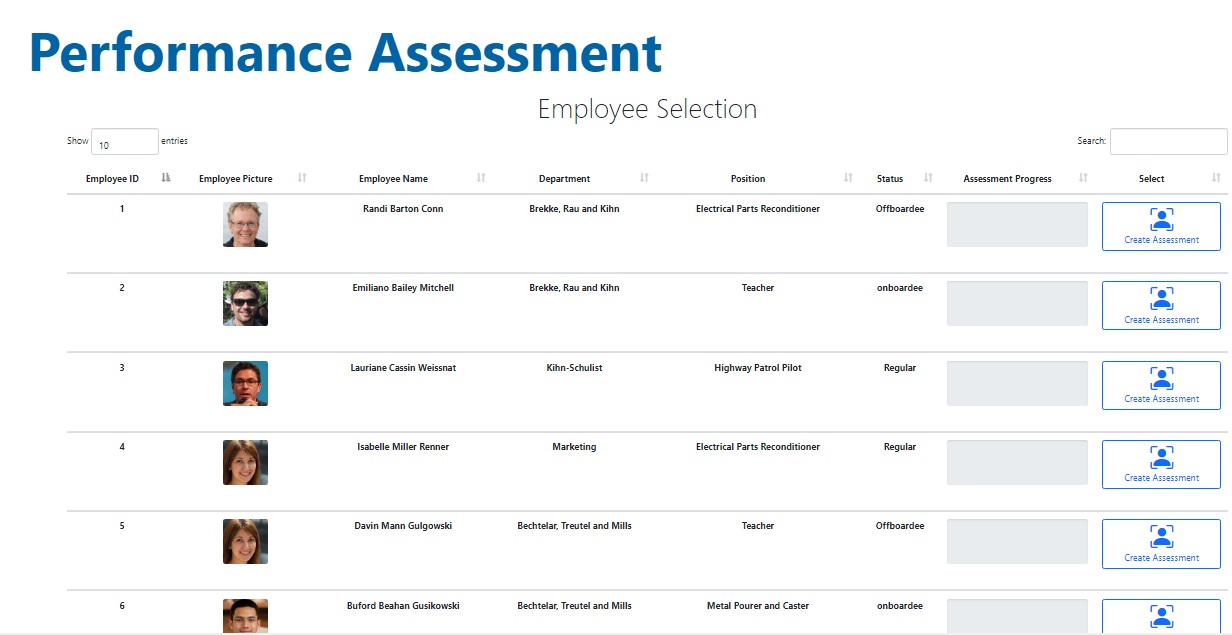 Performance Assessment
Employee Selection
Show 10 entries Search:
Employee ID Employee Picture Employee Name Department Position Status Assessment Progress Select
1 Randi Barton Conn Brekke, Rau and Kihn Electrical Parts Reconditioner Offboardee
Create Assessment
2 Emiliano Bailey Mitchell Brekke, Rau and Kihn Teacher onboardee
Create Assessment
3 Lauriane Cassin Weissnat Kihn-Schulist Highway Patrol Pilot Regular
Create Assessment
4 Isabelle Miller Renner Marketing Electrical Parts Reconditioner Regular
Create Assessment
5 Davin Mann Gulgowski Bechtelar, Treutel and Mills Teacher Offboardee
Create Assessment
6 Buford Beahan Gusikowski Bechtelar, Treutel and Mills Metal Pourer and Caster onboardee